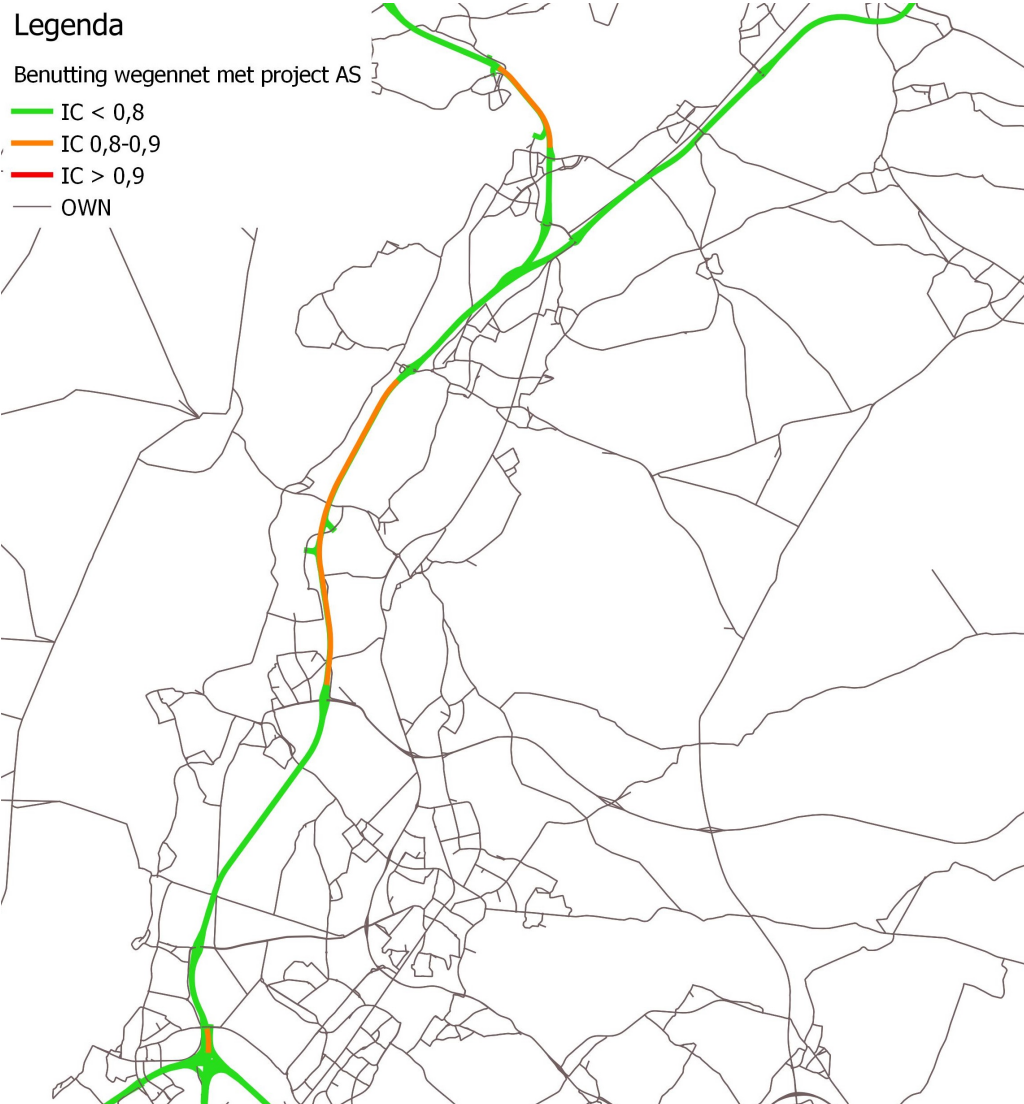 Legenda
Benutting wegennet met project AS
IC < 0,8
IC 0,8-0,9
IC > 0,9
OWN